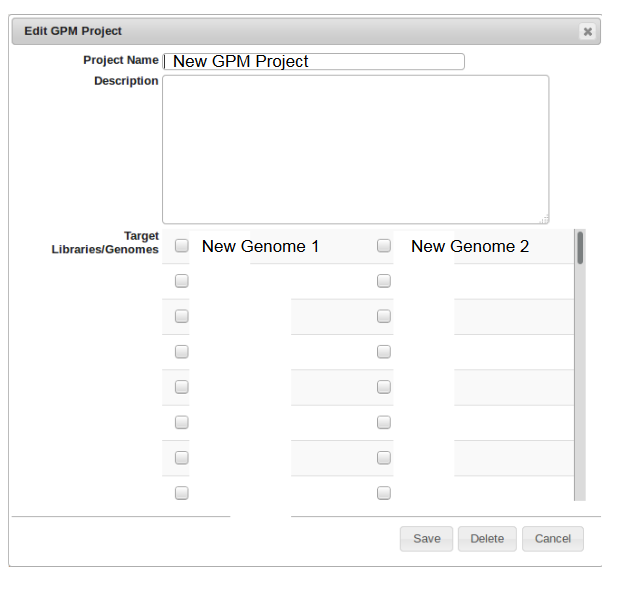 Edit GPM Project
Project Name New GPM Project
Description
Target
Libraries/Genomes New Genome 1 New Genome 2
Save Delete Cancel